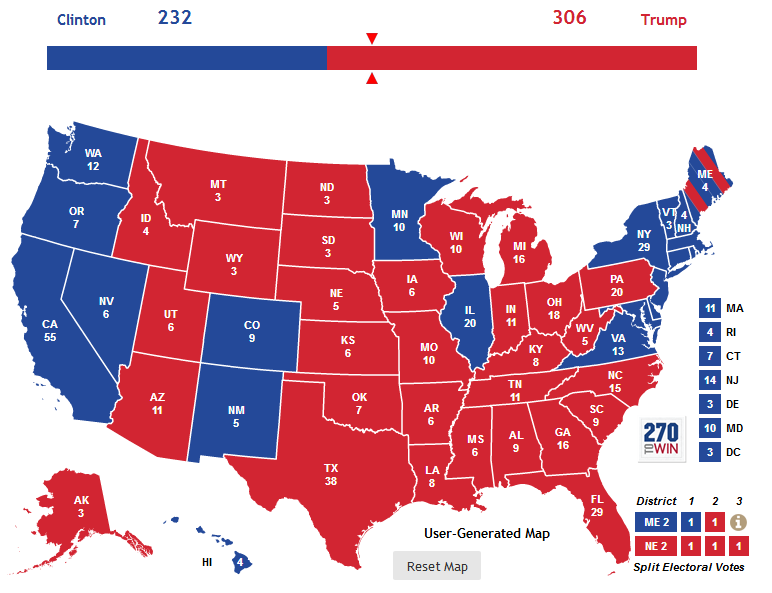 Clinton 232 306 Trump
WA
12
MT
3
ND
3
MN
10
ME
4
OR
7
ID
4
SD
3
WI
10
MI
16
NY
29
VT
3
4
NH
WY
3
NV
6
CA
55
UT
6
CO
9
NE
5
IA
6
IL
20
IN
11
OH
18
PA
20
KS
6
MO
10
KY
8
WV
5
VA
13
NC
15
TN
11
AZ
11
NM
5
OK
7
AR
6
SC
9
MS
6
AL
9
GA
16
TX
38
LA
8
FL
29
AK
3
HI 4
11 MA
4 RI
7 CT
14 NJ
3 DE
10 MD
3 DC
270
TO WIN
District 1 2 3
ME 2 1 1 i
NE 2 1 1 1
Split Electoral Votes
User-Generated Map
Reset Map